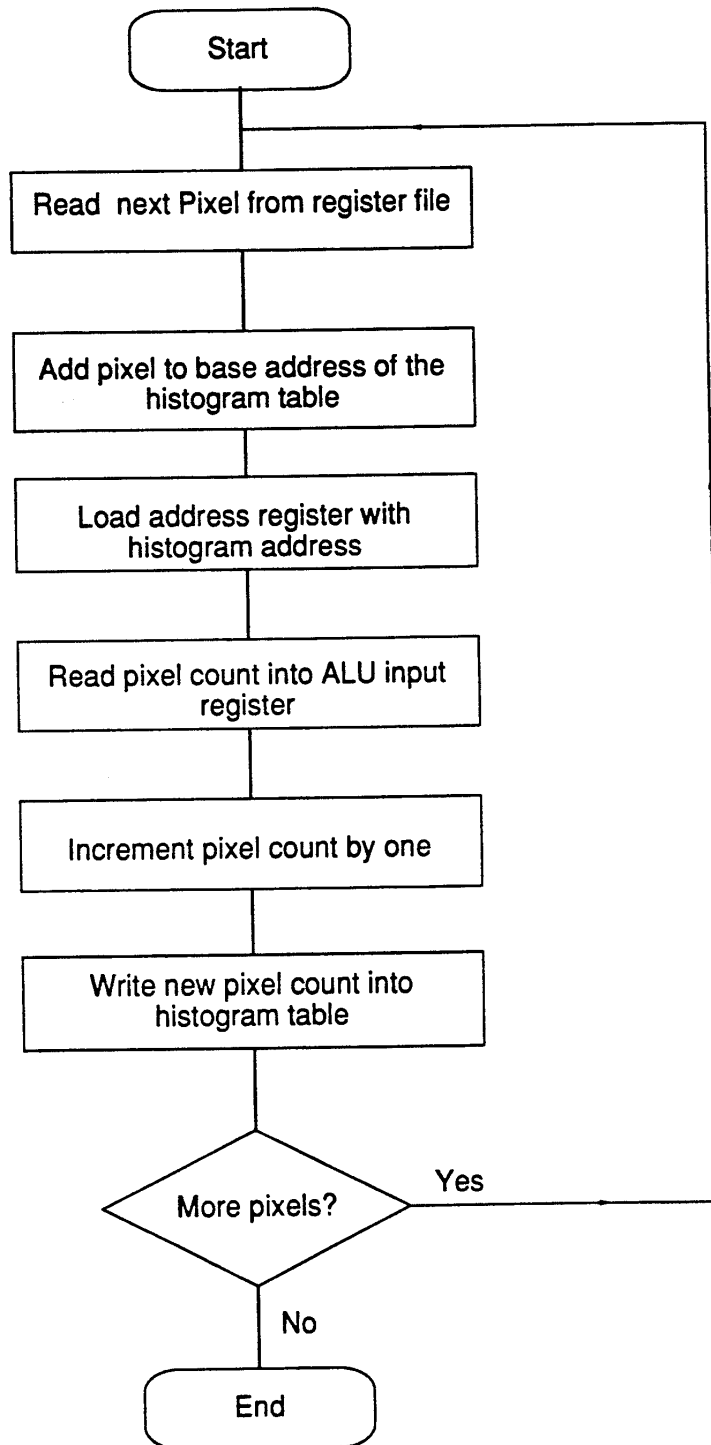 Start
Read next Pixel from register file
Add pixel to base address of the
histogram table
Load address register with
histogram address
Read pixel count into ALU input
register
Increment pixel count by one
Write new pixel count into
histogram table
More pixels?
Yes
No
End